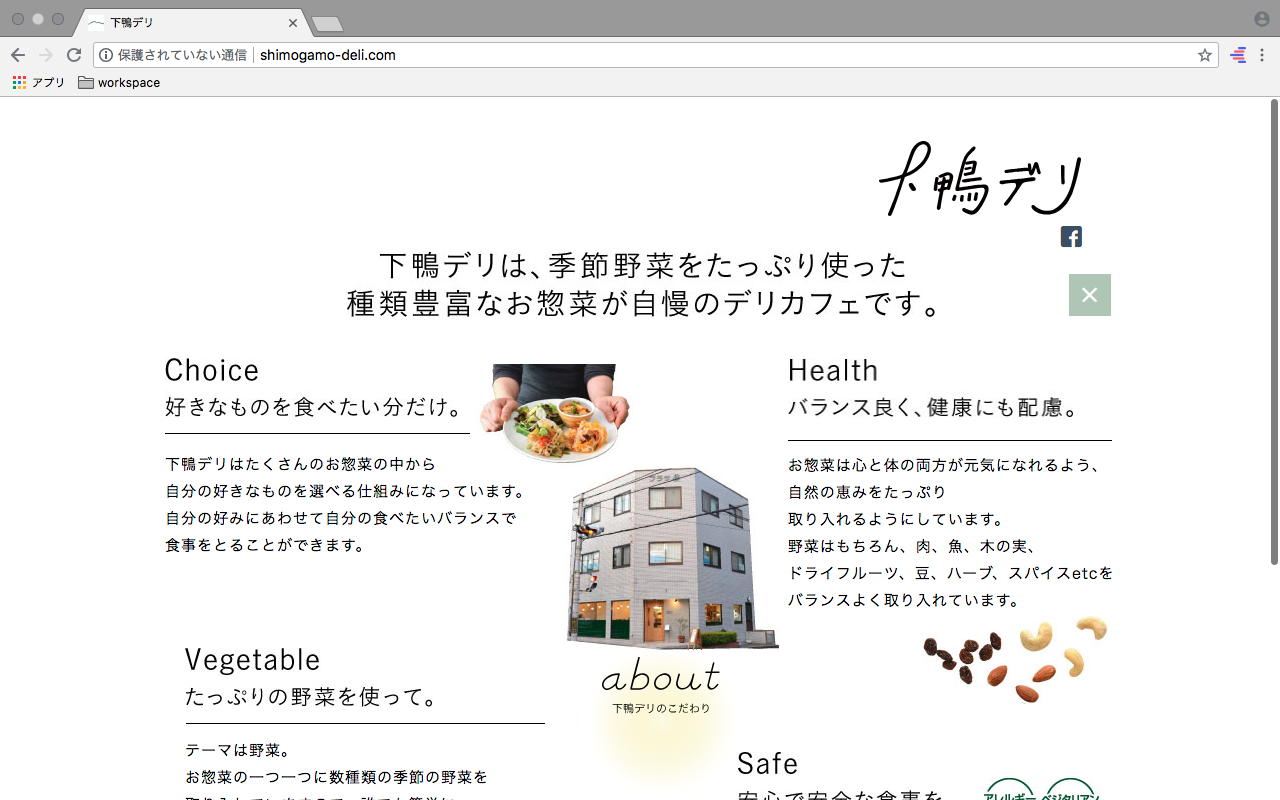 下鴨デリ
保護されていない通信
shimogamo-deli.com
アプリ
workspace
下鴨デリ
下鴨デリは、季節野菜をたっぷり使った
種類豊富なお惣菜が自慢のデリカフェです。
Choice
好きなものを食べたい分だけ。
下鴨デリはたくさんのお惣菜の中から
自分の好きなものを選べる仕組みになっています。
自分の好みにあわせて自分の食べたいバランスで
食事をとることができます。
Health
バランス良く、健康にも配慮。
お惣菜は心と体の両方が元気になれるよう、
自然の恵みをたっぷり
取り入れるようにしています。
野菜はもちろん、肉、魚、木の実、
ドライフルーツ、豆、ハーブ、スパイスetcを
バランスよく取り入れています。
about
下鴨デリのこだわり
Vegetable
たっぷりの野菜を使って。
テーマは野菜。
お惣菜の一つ一つに数種類の季節の野菜を
Safe
安心で安全な食事を
アレルギー
ベジタリアン